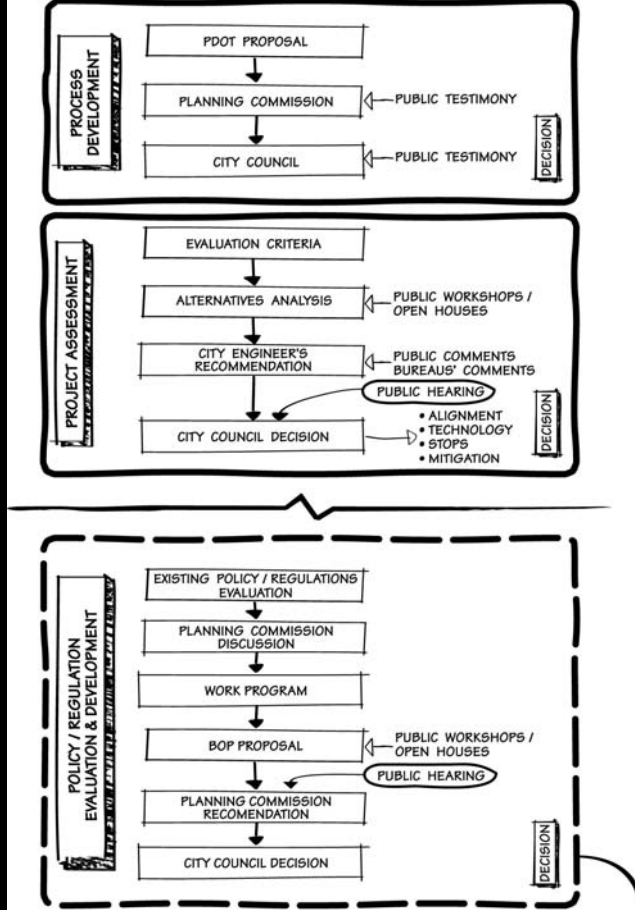 PROCESS
DEVELOPMENT
PDOT PROPOSAL
PLANNING COMMISSION
PUBLIC TESTIMONY
CITY COUNCIL
PUBLIC TESTIMONY
DECISION
PROJECT ASSESSMENT
EVALUATION CRITERIA
ALTERNATIVES ANALYSIS
PUBLIC WORKSHOPS /
OPEN HOUSES
CITY ENGINEER'S
RECOMMENDATION
PUBLIC COMMENTS
BUREAUS' COMMENTS
PUBLIC HEARING
CITY COUNCIL DECISION
• ALIGNMENT
• TECHNOLOGY
• STOPS
• MITIGATION
DECISION
POLICY / REGULATION
EVALUATION & DEVELOPMENT
EXISTING POLICY / REGULATIONS
EVALUATION
PLANNING COMMISSION
DISCUSSION
WORK PROGRAM
BOP PROPOSAL
PUBLIC WORKSHOPS /
OPEN HOUSES
PUBLIC HEARING
PLANNING COMMISSION
RECOMENDATION
CITY COUNCIL DECISION
DECISION